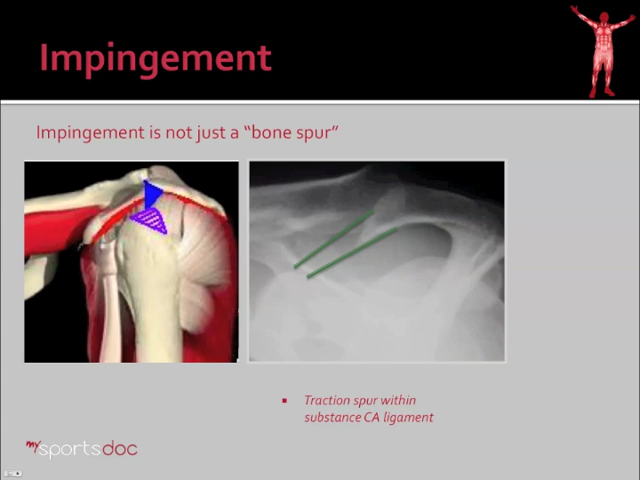 Impingement
Impingement is not just a “bone spur”
Traction spur within
substance CA ligament
mysportsdoc